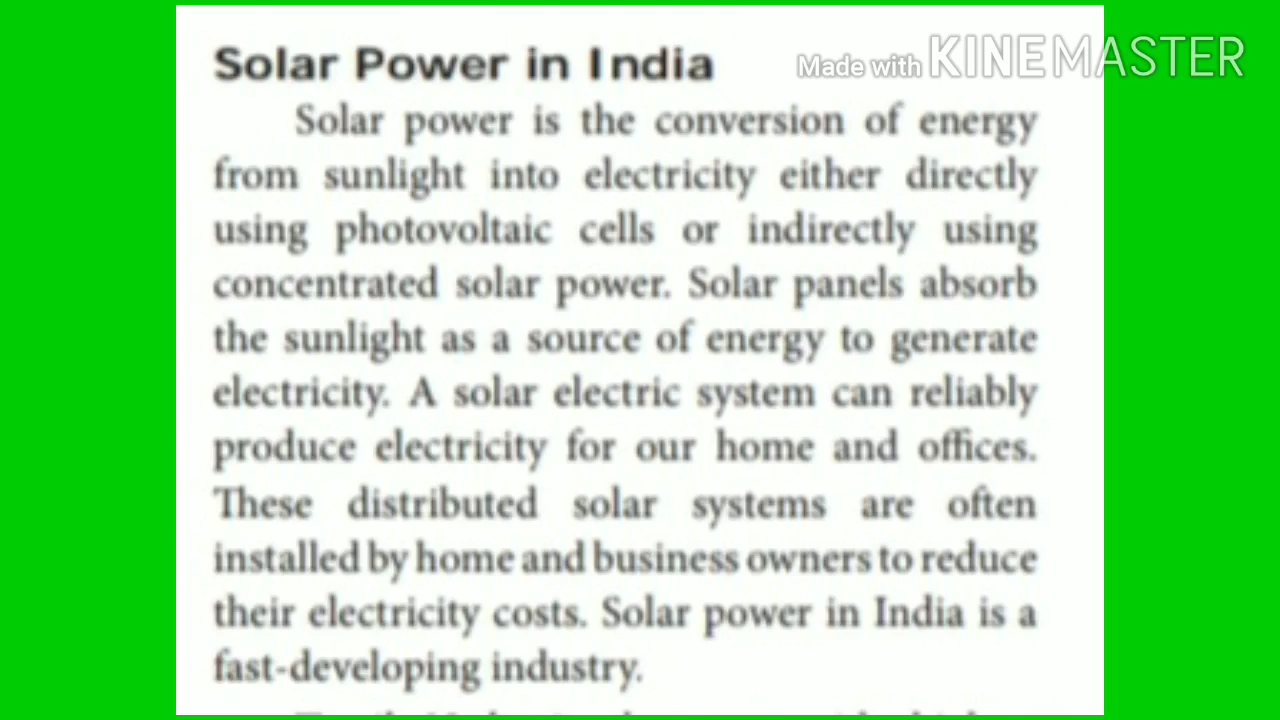 Solar Power in India
Made with KINEMASTER
Solar power is the conversion of energy
from sunlight into electricity either directly
using photovoltaic cells or indirectly using
concentrated solar power. Solar panels absorb
the sunlight as a source of energy to generate
electricity. A solar electric system can reliably
produce electricity for our home and offices.
These distributed solar systems are often
installed by home and business owners to reduce
their electricity costs. Solar power in India is a
fast-developing industry.